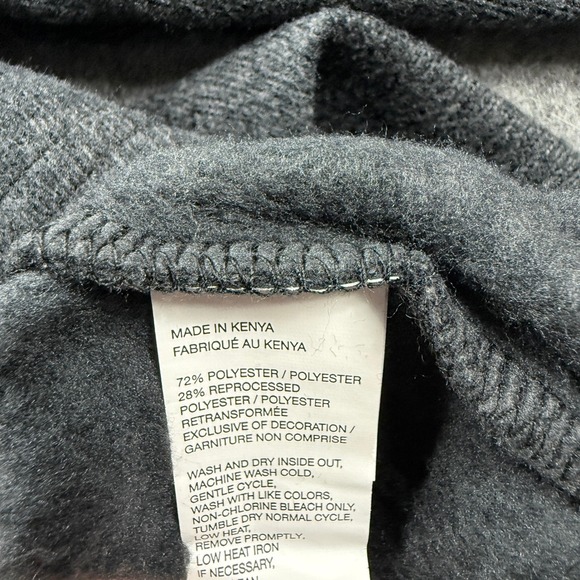 MADE IN KENYA
FABRIQUÉ AU KENYA
72% POLYESTER / POLYESTER
28% REPROCESSED
POLYESTER / POLYESTER
RETRANSFORMÉE
EXCLUSIVE OF DECORATION /
GARNITURE NON COMPRISE
WASH AND DRY INSIDE OUT,
MACHINE WASH COLD,
GENTLE CYCLE,
WASH WITH LIKE COLORS,
NON-CHLORINE BLEACH ONLY,
TUMBLE DRY NORMAL CYCLE,
LOW HEAT,
REMOVE PROMPTLY.
LOW HEAT IRON
IF NECESSARY,